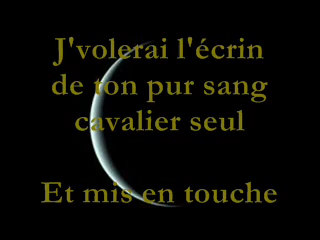 J'volerai l'écrin
de ton pur sang
cavalier seul
Et mis en touche